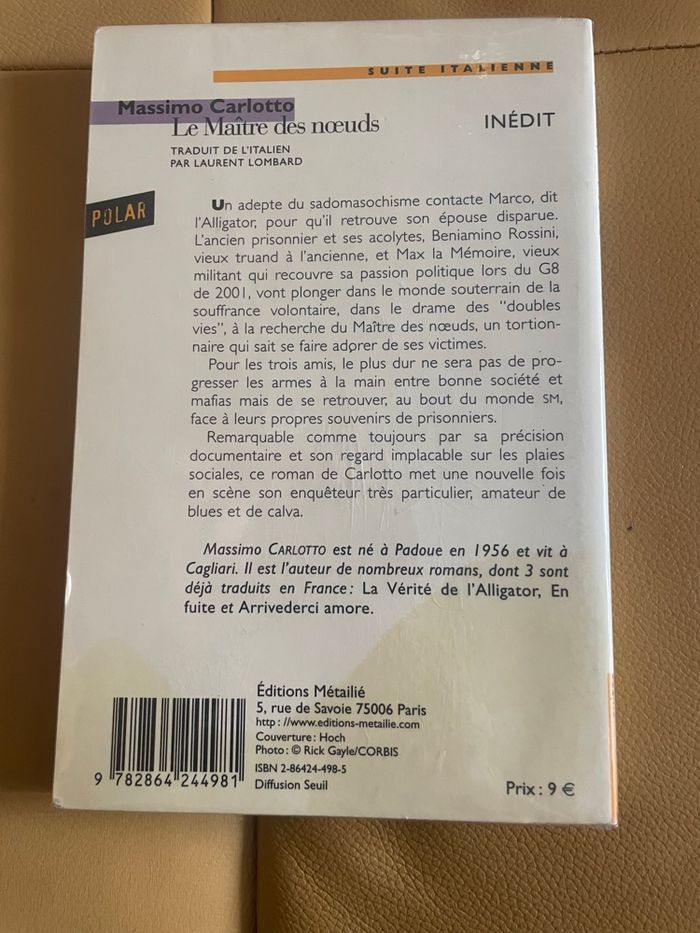 SUITE ITALIENNE
Massimo Carlotto
Le Maître des nœuds
INÉDIT
TRADUIT DE L'ITALIEN
PAR LAURENT LOMBARD
POLAR
Un adepte du sadomasochisme contacte Marco, dit
l'Alligator, pour qu'il retrouve son épouse disparue.
L'ancien prisonnier et ses acolytes, Beniamino Rossini,
vieux truand à l'ancienne, et Max la Mémoire, vieux
militant qui recouvre sa passion politique lors du G8
de 2001, vont plonger dans le monde souterrain de la
souffrance volontaire, dans le drame des "doubles
vies", à la recherche du Maître des nœuds, un tortion-
naire qui sait se faire adorer de ses victimes.
Pour les trois amis, le plus dur ne sera pas de pro-
gresser les armes à la main entre bonne société et
mafias mais de se retrouver, au bout du monde SM,
face à leurs propres souvenirs de prisonniers.
Remarquable comme toujours par sa précision
documentaire et son regard implacable sur les plaies
sociales, ce roman de Carlotto met une nouvelle fois
en scène son enquêteur très particulier, amateur de
blues et de calva.
Massimo CARLOTTO est né à Padoue en 1956 et vit à
Cagliari. Il est l'auteur de nombreux romans, dont 3 sont
déjà traduits en France : La Vérité de l'Alligator, En
fuite et Arrivederci amore.
Éditions Métailié
5, rue de Savoie 75006 Paris
http://www.editions-metailie.com
Couverture : Hoch
Photo : © Rick Gayle/CORBIS
ISBN 2-86424-498-5
Diffusion Seuil
9 782864 244981
Prix : 9 €